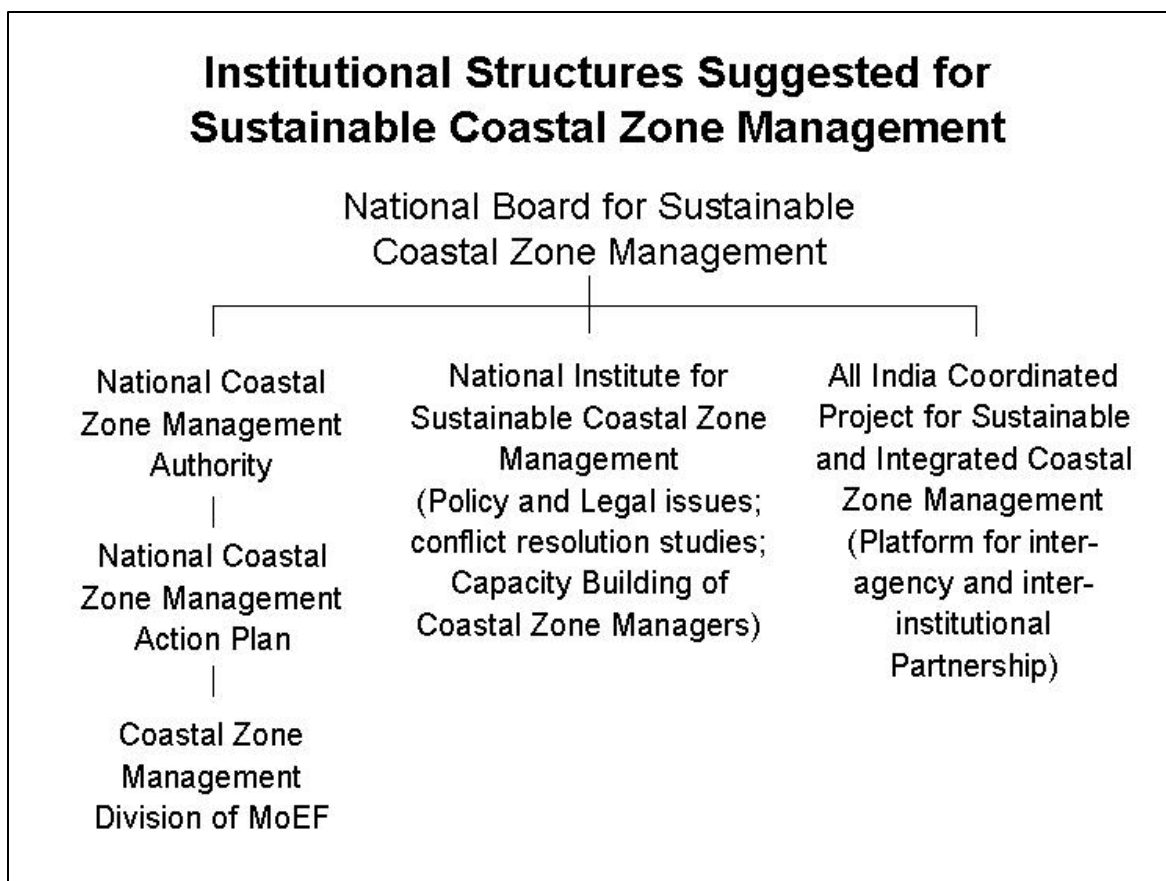 Institutional Structures Suggested for
Sustainable Coastal Zone Management
National Board for Sustainable
Coastal Zone Management
National Coastal
Zone Management
Authority
National Coastal
Zone Management
Action Plan
Coastal Zone
Management
Division of MoEF
National Institute for
Sustainable Coastal Zone
Management
(Policy and Legal issues;
conflict resolution studies;
Capacity Building of
Coastal Zone Managers)
All India Coordinated
Project for Sustainable
and Integrated Coastal
Zone Management
(Platform for inter-
agency and inter-
institutional
Partnership)